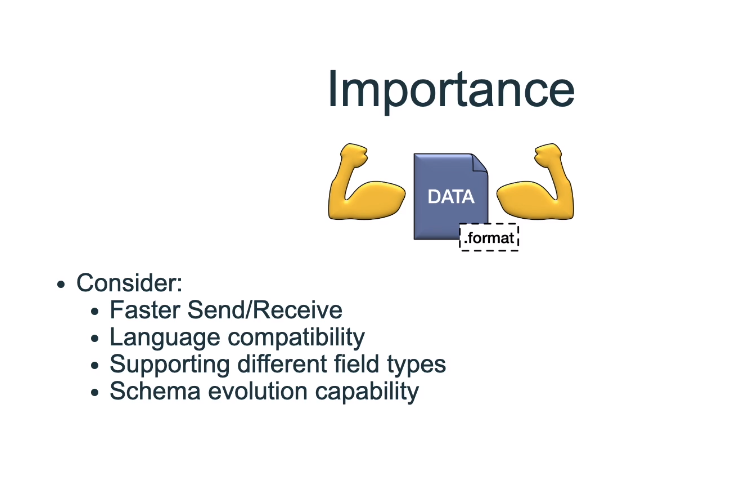 Importance
DATA
.format
• Consider:
• Faster Send/Receive
• Language compatibility
• Supporting different field types
• Schema evolution capability